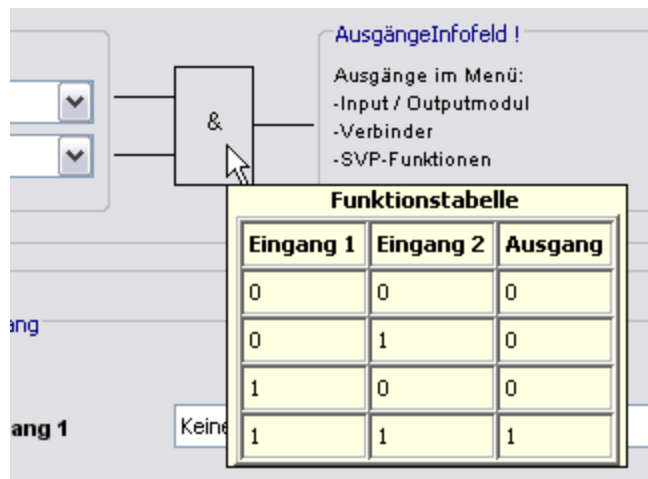 AusgängeInfofeld !
Ausgänge im Menü:
-Input / Outputmodul
-Verbinder
-SVP-Funktionen
&
Funktionstabelle
Eingang 1 Eingang 2 Ausgang
0 0 0
0 1 0
1 0 0
1 1 1
ang
ang 1
Keine